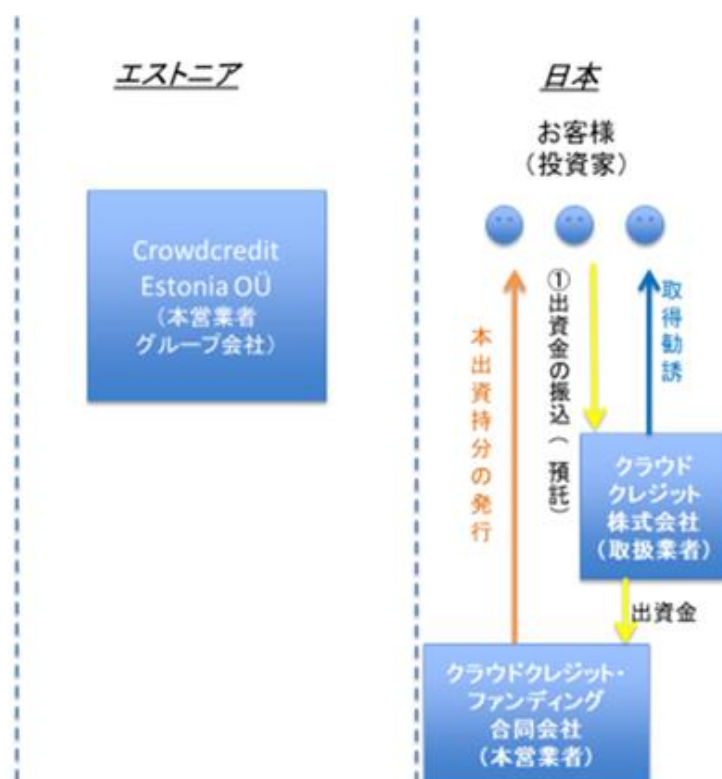 エストニア
Crowdcredit
Estonia OÜ
(本営業者
グループ会社)
日本
お客様
(投資家)
本出資持分の発行
①出資金の振込(預託)
取得勧誘
クラウド
クレジット
株式会社
(取扱業者)
出資金
クラウドクレジット・
ファンディング
合同会社
(本営業者)